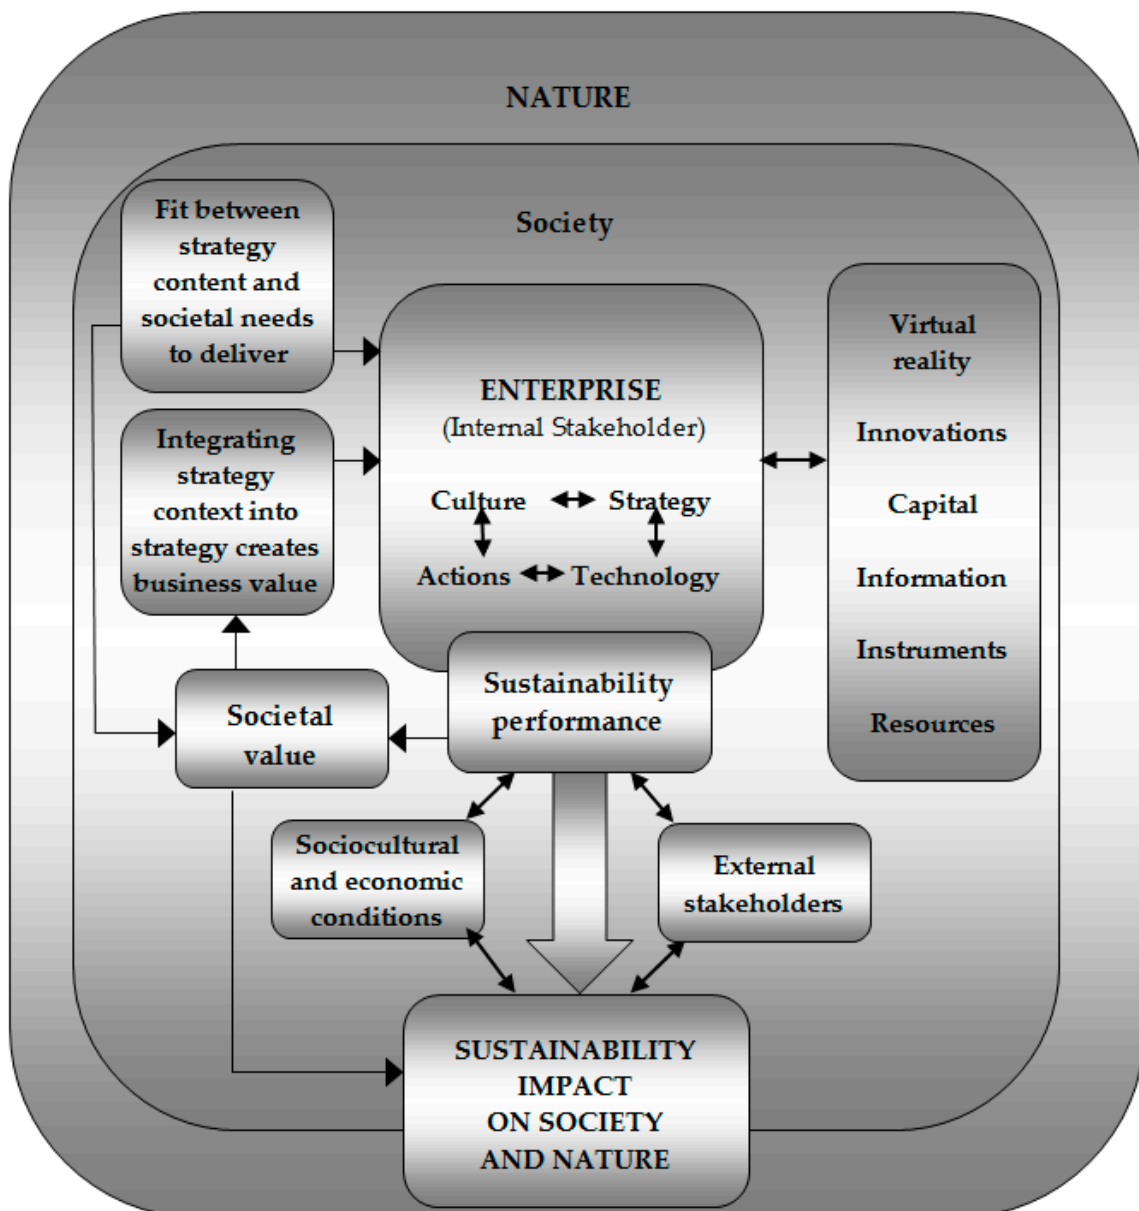 NATURE
Society
Fit between
strategy
content and
societal needs
to deliver
Integrating
strategy
context into
strategy creates
business value
Societal
value
ENTERPRISE
(Internal Stakeholder)
Culture Strategy
Actions Technology
Sustainability
performance
Virtual
reality
Innovations
Capital
Information
Instruments
Resources
Sociocultural
and economic
conditions
External
stakeholders
SUSTAINABILITY
IMPACT
ON SOCIETY
AND NATURE